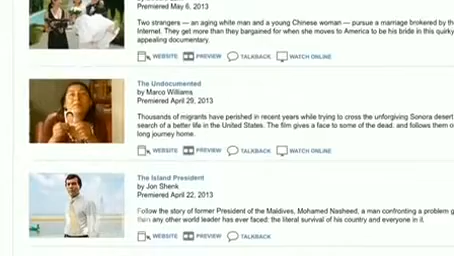 Premiered May 6, 2013
Two strangers — an aging white man and a young Chinese woman — pursue a marriage brokered by th
Internet. They get more than they bargained for when she moves to America to be his bride in this quirky
appealing documentary.
WEBSITE PREVIEW TALKBACK WATCH ONLINE
The Undocumented
by Marco Williams
Premiered April 29, 2013
Thousands of migrants have perished in recent years while trying to cross the unforgiving Sonora desert
search of a better life in the United States. The film gives a face to some of the dead. and follows them o
long journey home.
WEBSITE PREVIEW TALKBACK WATCH ONLINE
The Island President
by Jon Shenk
Premiered April 22, 2013
Follow the story of former President of the Maldives, Mohamed Nasheed, a man confronting a problem g
than any other world leader has ever faced: the literal survival of his country and everyone in it.
WEBSITE PREVIEW TALKBACK